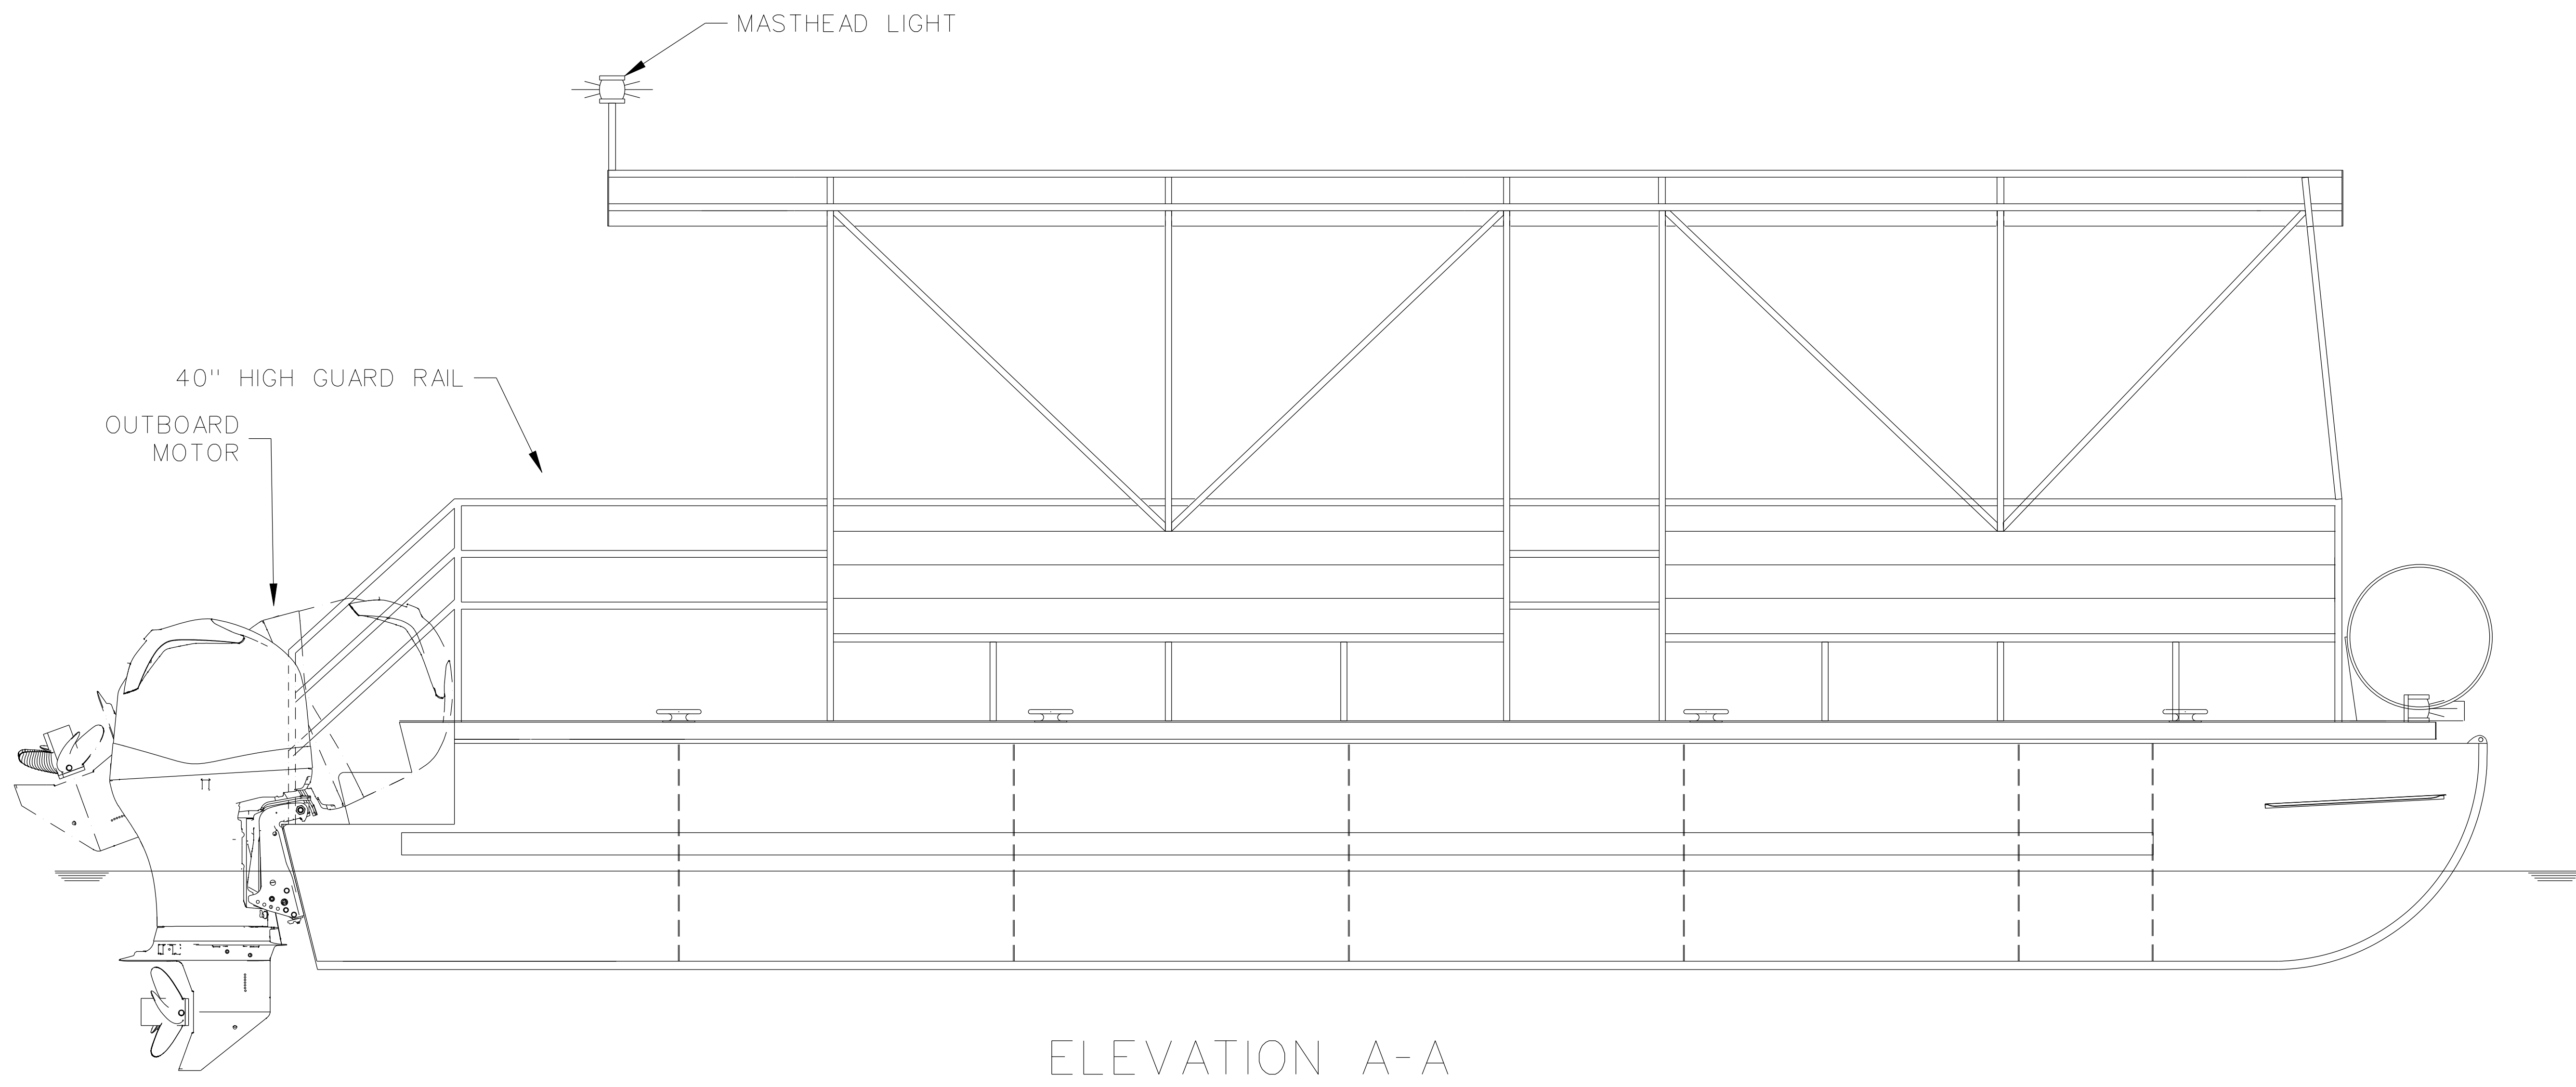 MASTHEAD LIGHT
40" HIGH GUARD RAIL
OUTBOARD
MOTOR
ELEVATION A-A